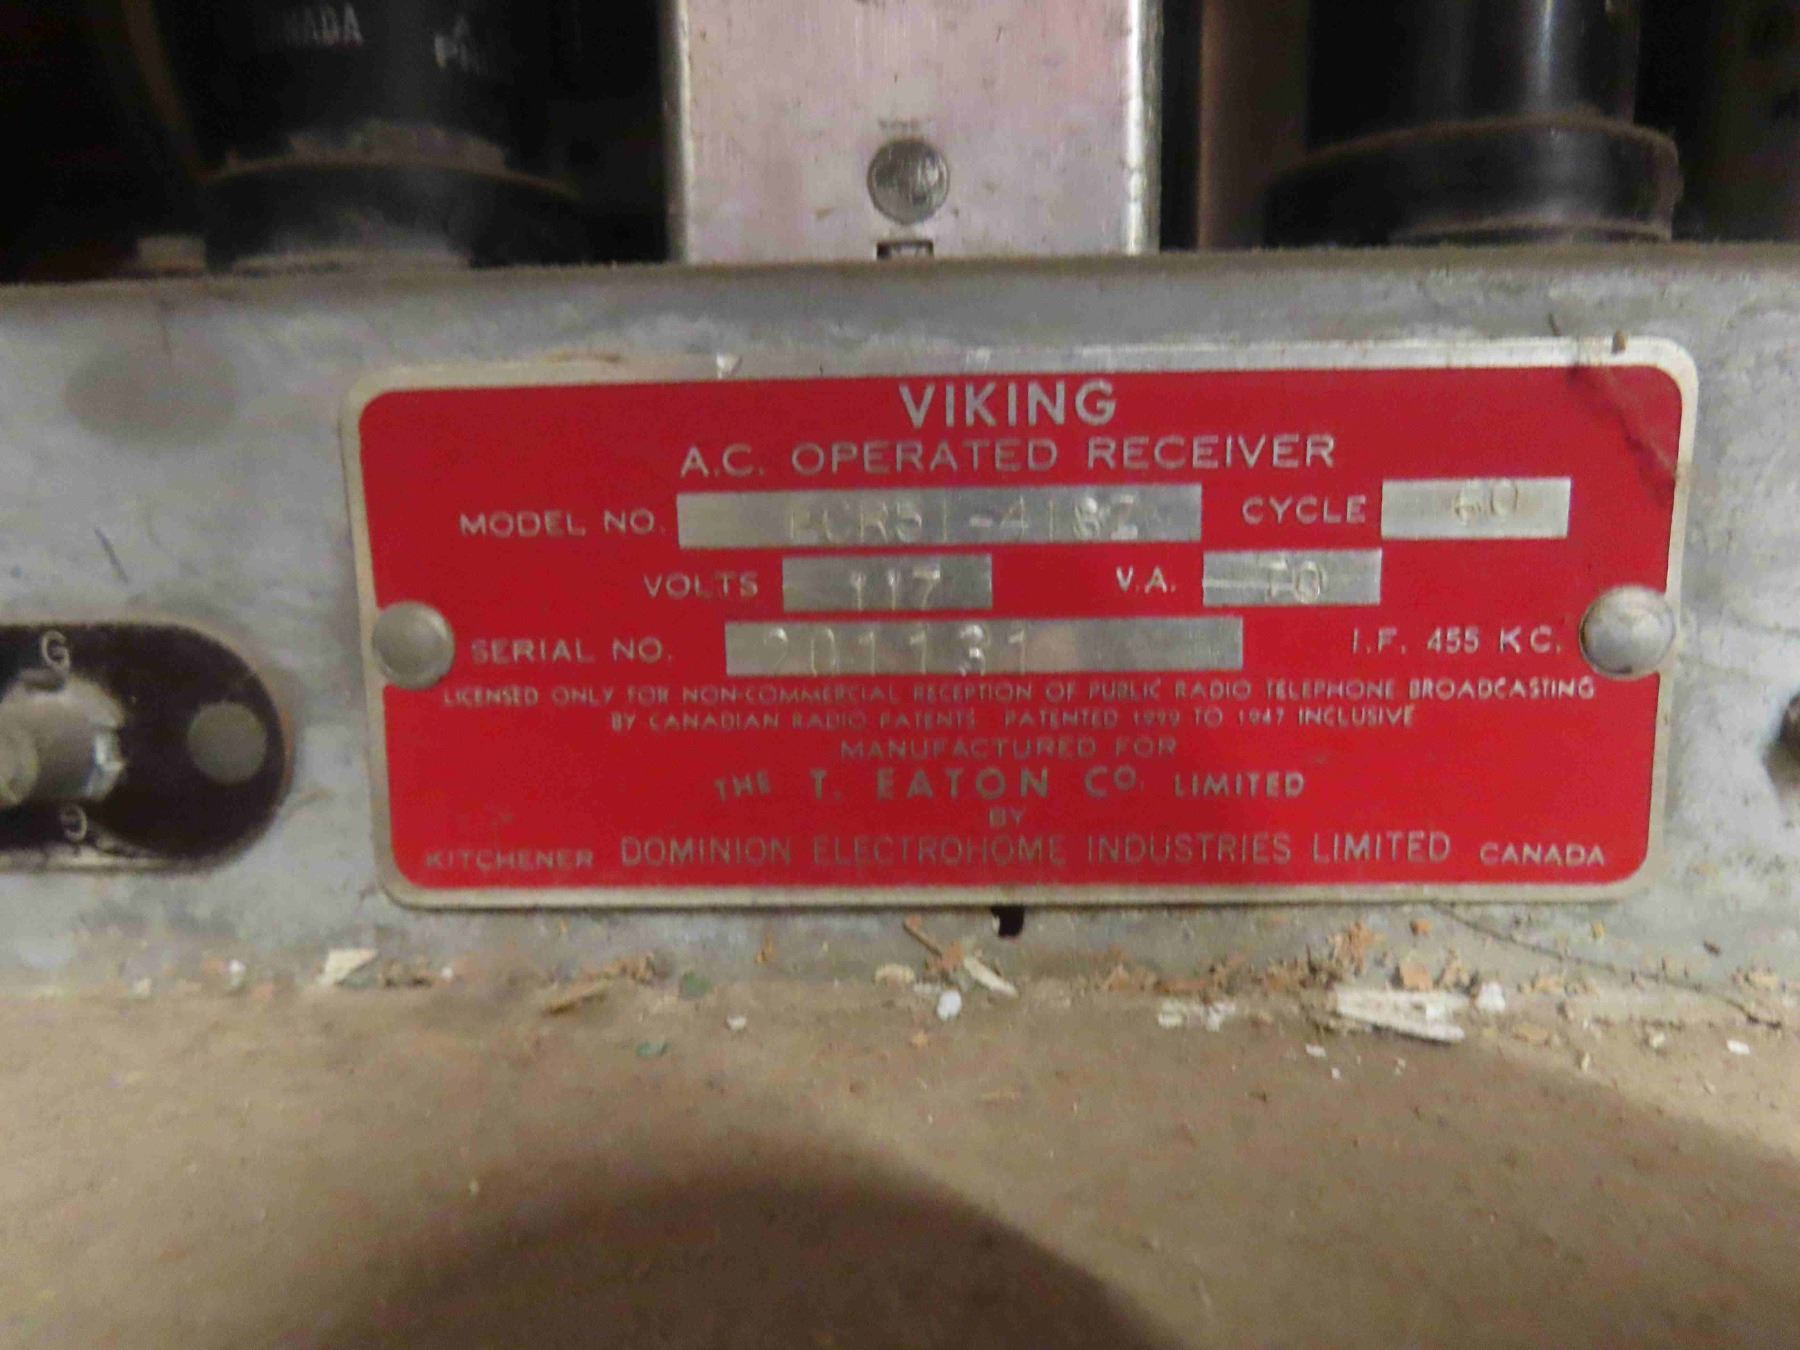 CANADA
VIKING
A.C. OPERATED RECEIVER
MODEL NO. CYCLE 60
VOLTS 117 V.A. 70
SERIAL NO. 201131 I.F. 455 KC.
G
LICENSED ONLY FOR NON-COMMERCIAL RECEPTION OF PUBLIC RADIO TELEPHONE BROADCASTING
BY CANADIAN RADIO PATENTS PATENTED TO 1947 INCLUSIVE
MANUFACTURED FOR
THE T. EATON CO. LIMITED
BY
KITCHENER DOMINION ELECTROHOME INDUSTRIES LIMITED CANADA